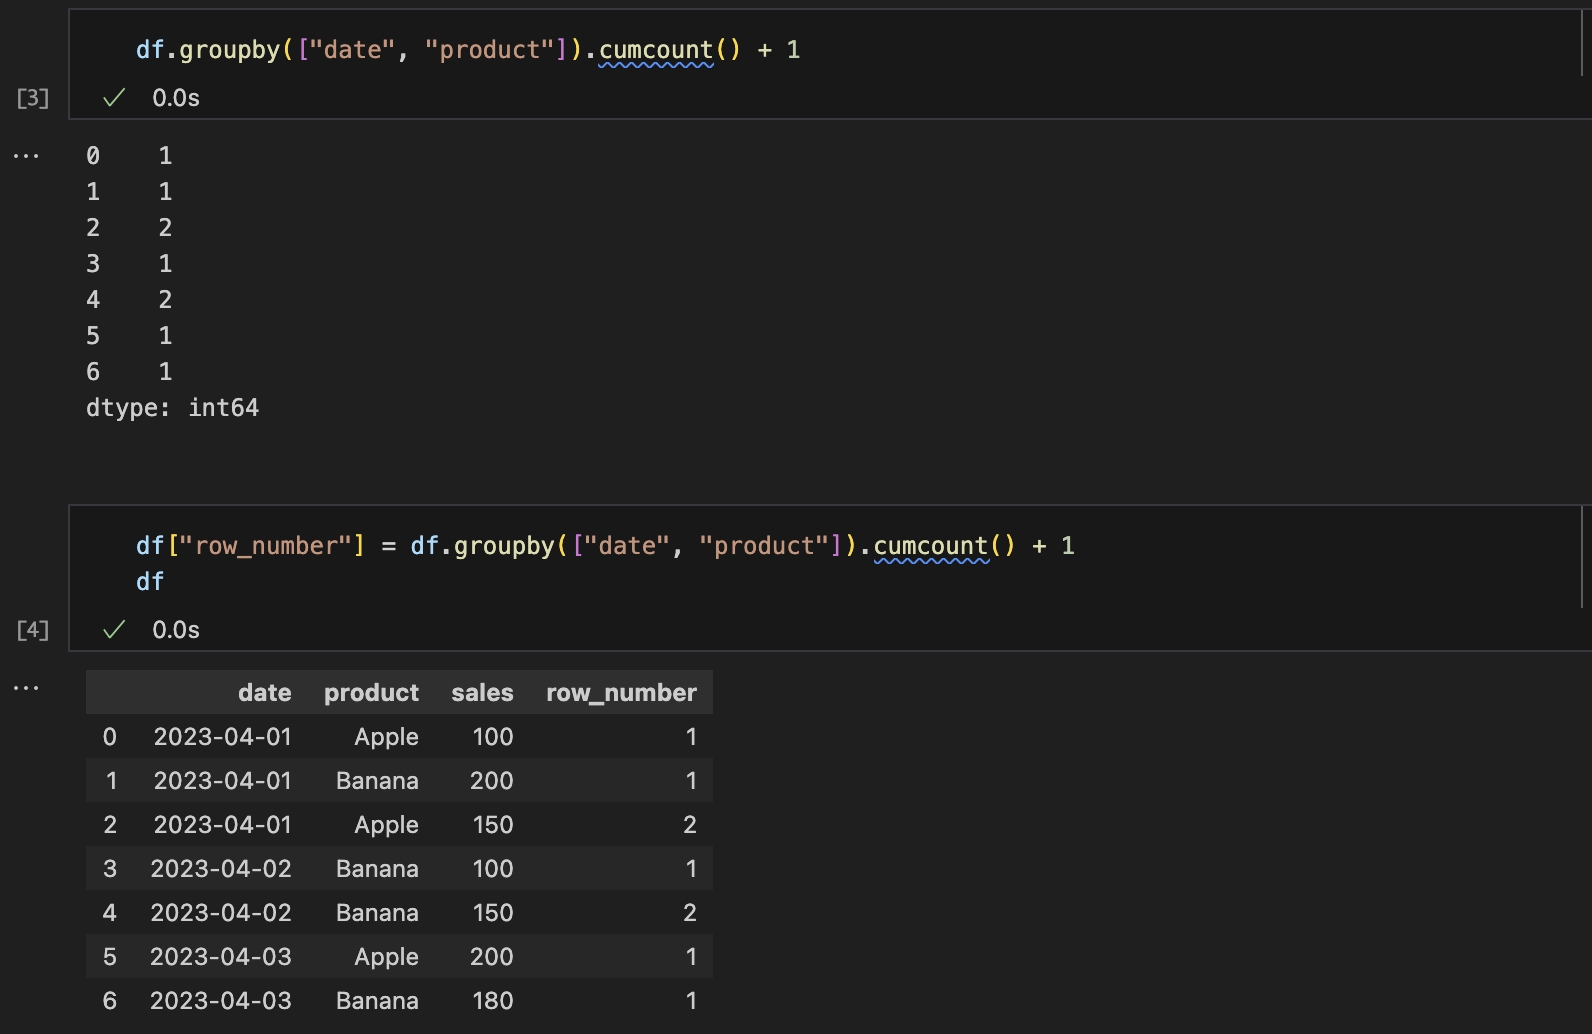 df.groupby(["date", "product"]).cumcount() + 1
[3] 0.0s
... 0 1
1 1
2 2
3 1
4 2
5 1
6 1
dtype: int64
df["row_number"] = df.groupby(["date", "product"]).cumcount() + 1
df
[4] 0.0s
...
date product sales row_number
0 2023-04-01 Apple 100 1
1 2023-04-01 Banana 200 1
2 2023-04-01 Apple 150 2
3 2023-04-02 Banana 100 1
4 2023-04-02 Banana 150 2
5 2023-04-03 Apple 200 1
6 2023-04-03 Banana 180 1